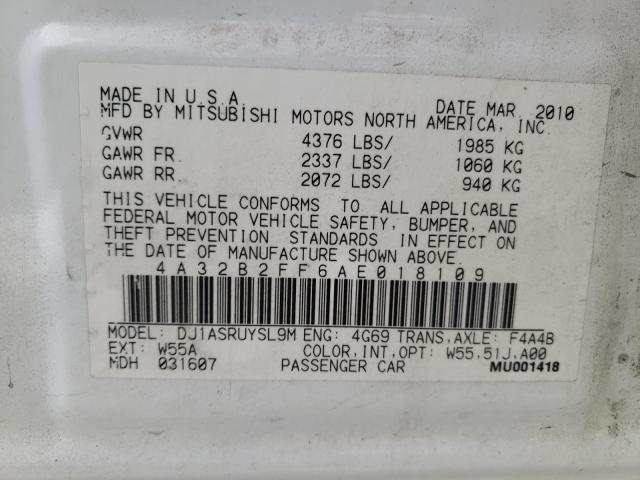 MADE IN U.S.A. DATE MAR. 2010
MFD BY MITSUBISHI MOTORS NORTH AMERICA, INC.
GVWR 4376 LBS/ 1985 KG
GAWR FR. 2337 LBS/ 1060 KG
GAWR RR. 2072 LBS/ 940 KG
THIS VEHICLE CONFORMS TO ALL APPLICABLE
FEDERAL MOTOR VEHICLE SAFETY, BUMPER, AND
THEFT PREVENTION STANDARDS IN EFFECT ON
THE DATE OF MANUFACTURE SHOWN ABOVE.
4A32B2FF6AE018109
MODEL: DJ1ASRUYSL9M ENG: 4G69 TRANS,AXLE: F4A4B
EXT: W55A COLOR,INT,OPT: W55,51J,A00
MDH 031607 PASSENGER CAR MU001418